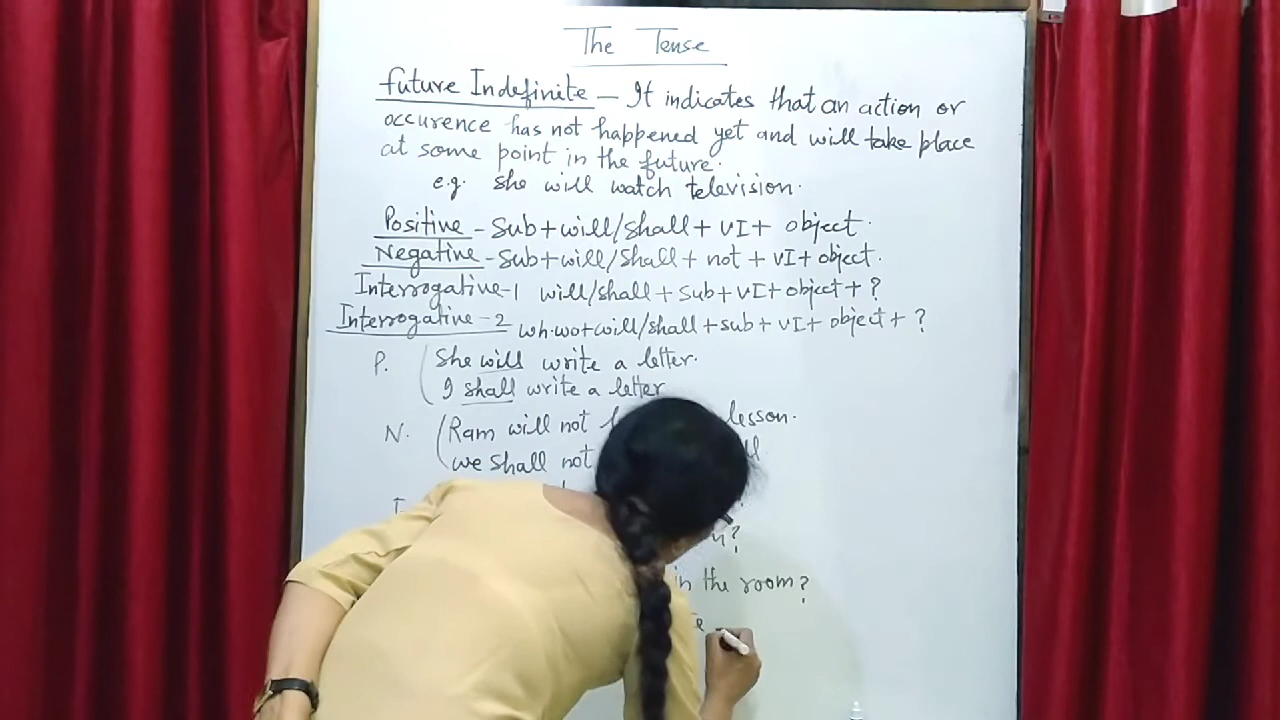 The Tense
future Indefinite — It indicates that an action or
occurence has not happened yet and will take place
at some point in the future.
e.g. she will watch television.
Positive - Sub+will/shall+ VI+ object.
Negative - Sub+will/Shall+ not + VI+object.
Interrogative-1 will/shall + Sub+VI+object+ ?
Interrogative-2 wh.wo+will/shall+sub+ VI+ object+ ?
P. She will write a letter.
I shall write a letter
N. Ram will not lesson.
we shall not
in the room?